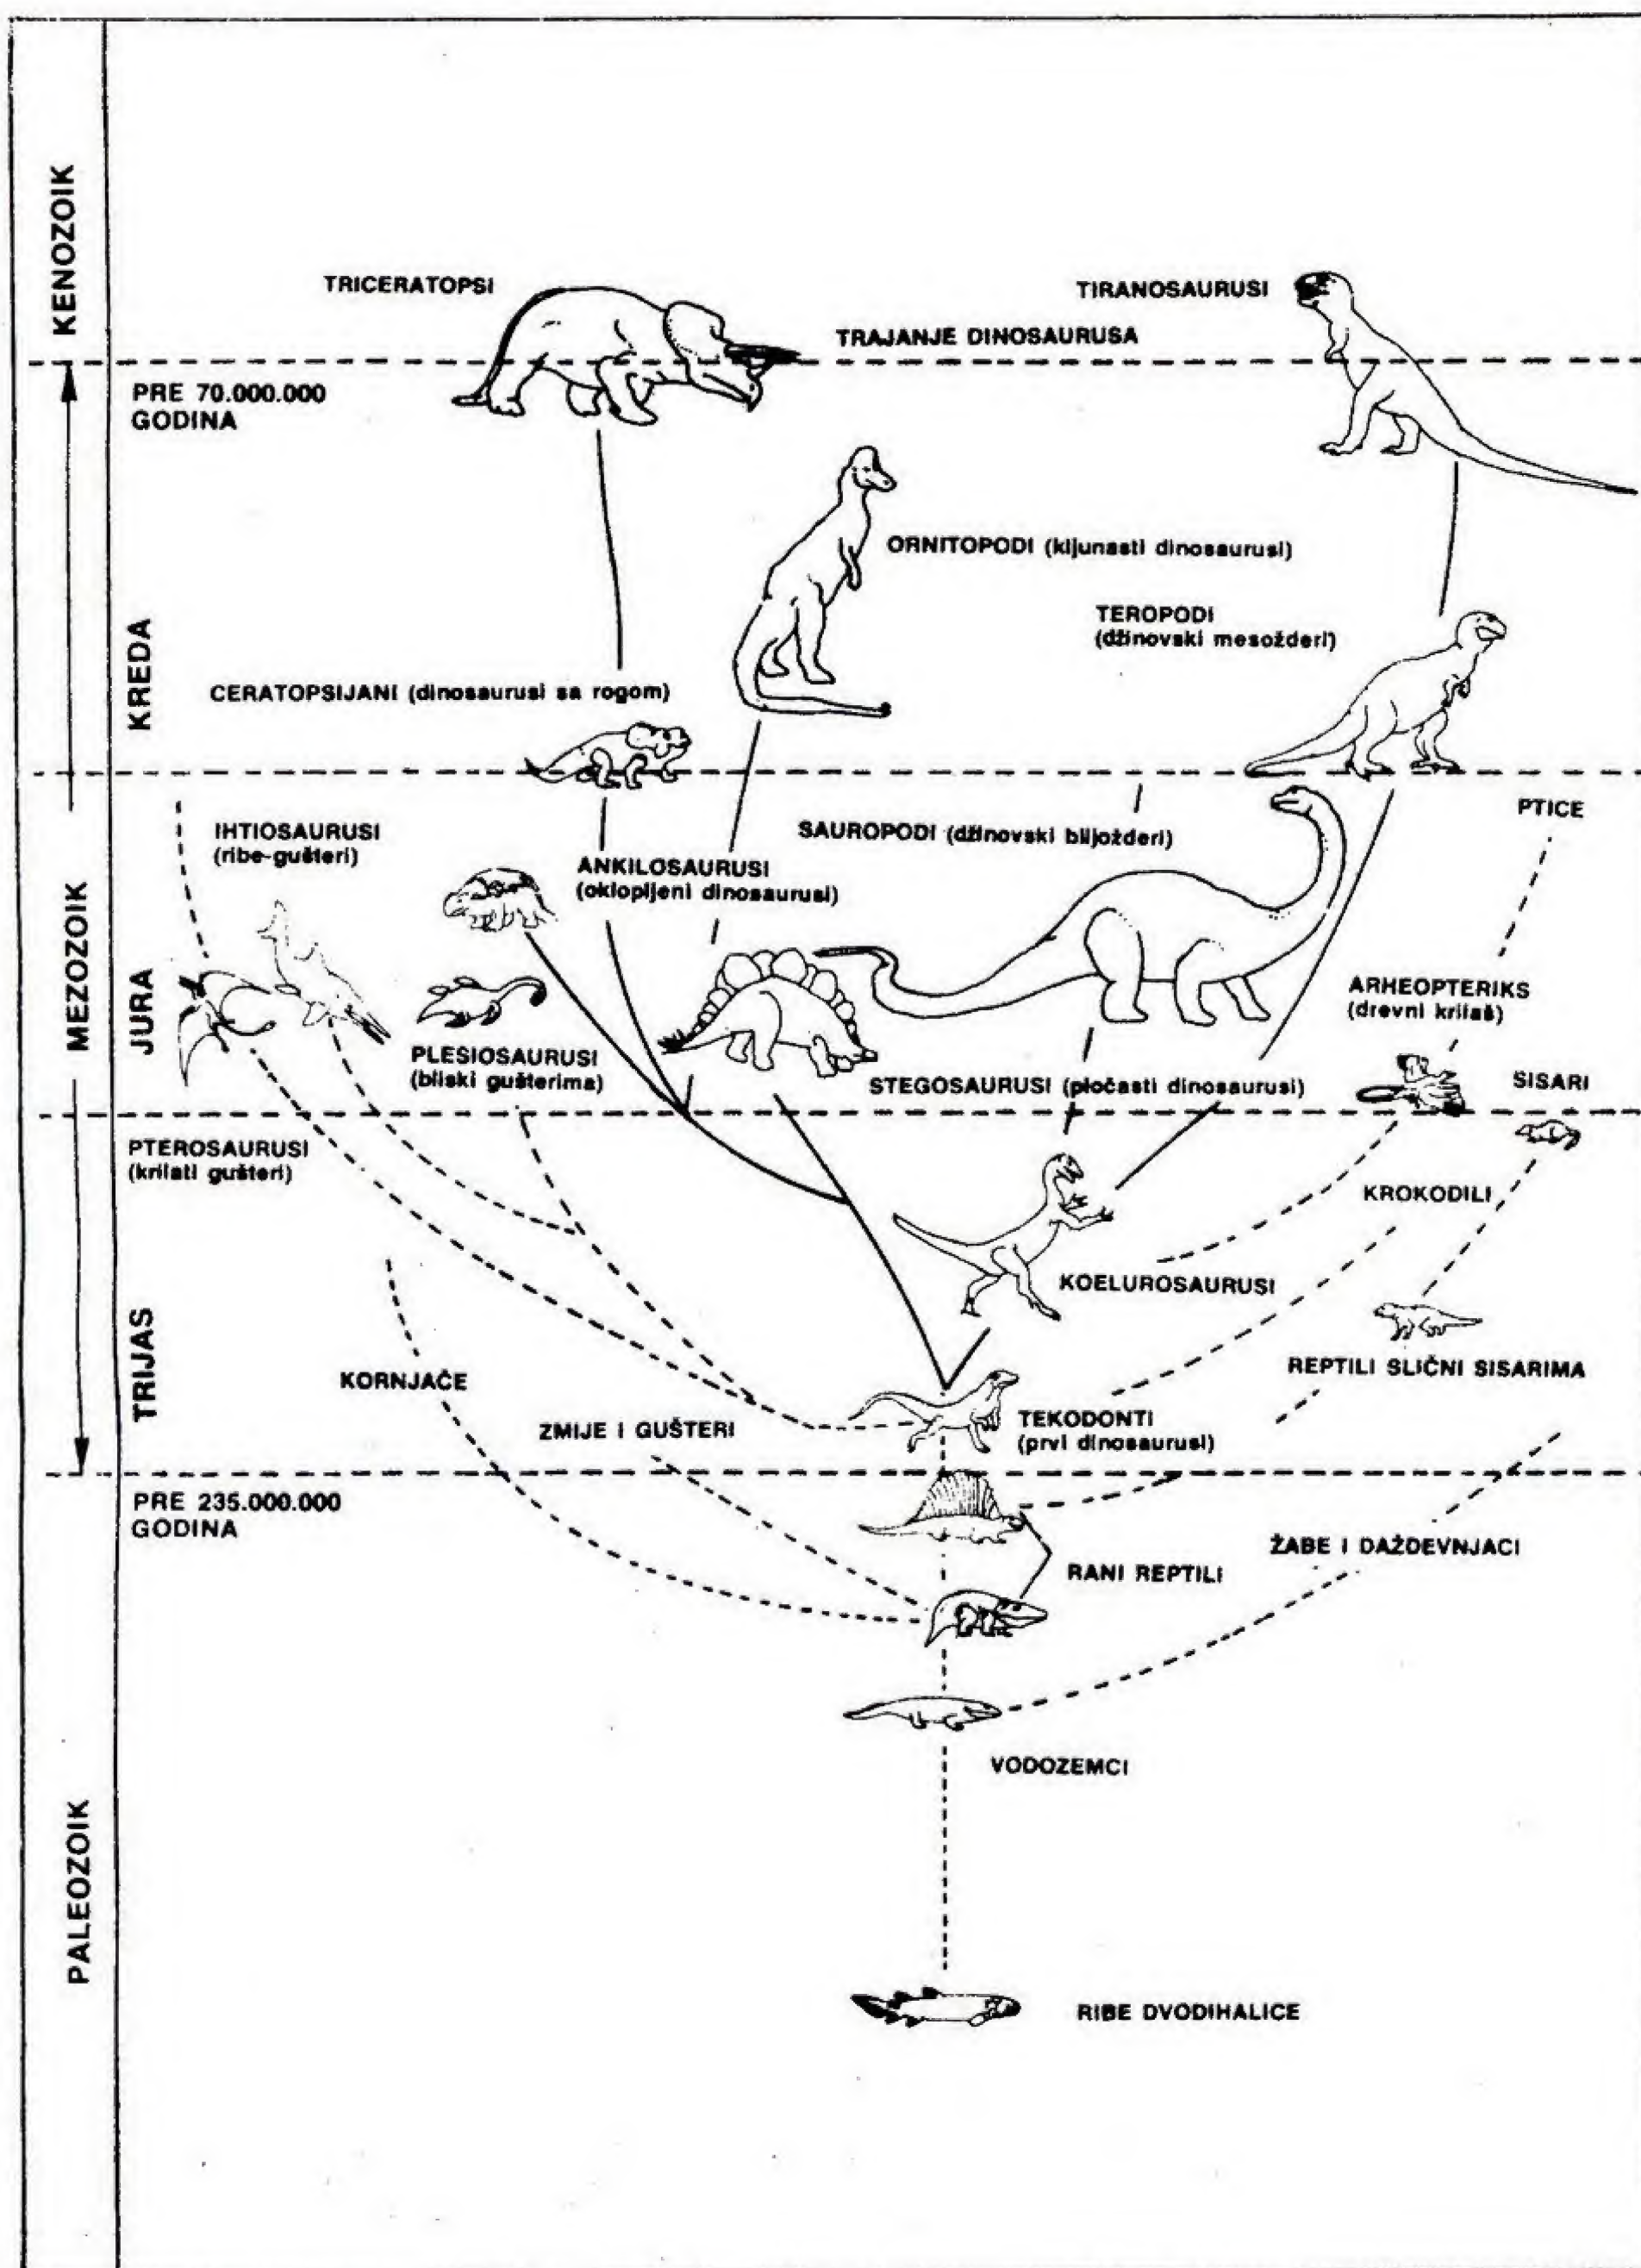 KENOZOIK
TRICERATOPSI
TIRANOSAURUSI
TRAJANJE DINOSAURUSA
PRE 70.000.000
GODINA
ORNITOPODI (kljunasti dinosaurusi)
TEROPODI
(džinovski mesožderi)
KREDA
CERATOPSIJANI (dinosaurusi sa rogom)
PTICE
IHTIOSAURUSI
(ribe-gušteri)
SAUROPODI (džinovski biljožderi)
ANKILOSAURUSI
(oklopljeni dinosaurusi)
MEZOZOIK
JURA
ARHEOPTERIKS
(drevni krilaš)
PLESIOSAURUSI
(bliski gušterima)
STEGOSAURUSI (pločasti dinosaurusi)
SISARI
PTEROSAURUSI
(krilati gušteri)
KROKODILI
KOELUROSAURUSI
TRIJAS
KORNJAČE
REPTILI SLIČNI SISARIMA
ZMIJE I GUŠTERI
TEKODONTI
(prvi dinosaurusi)
PRE 235.000.000
GODINA
ŽABE I DAŽDEVNJACI
RANI REPTILI
VODOZEMCI
PALEOZOIK
RIBE DVODIHALICE